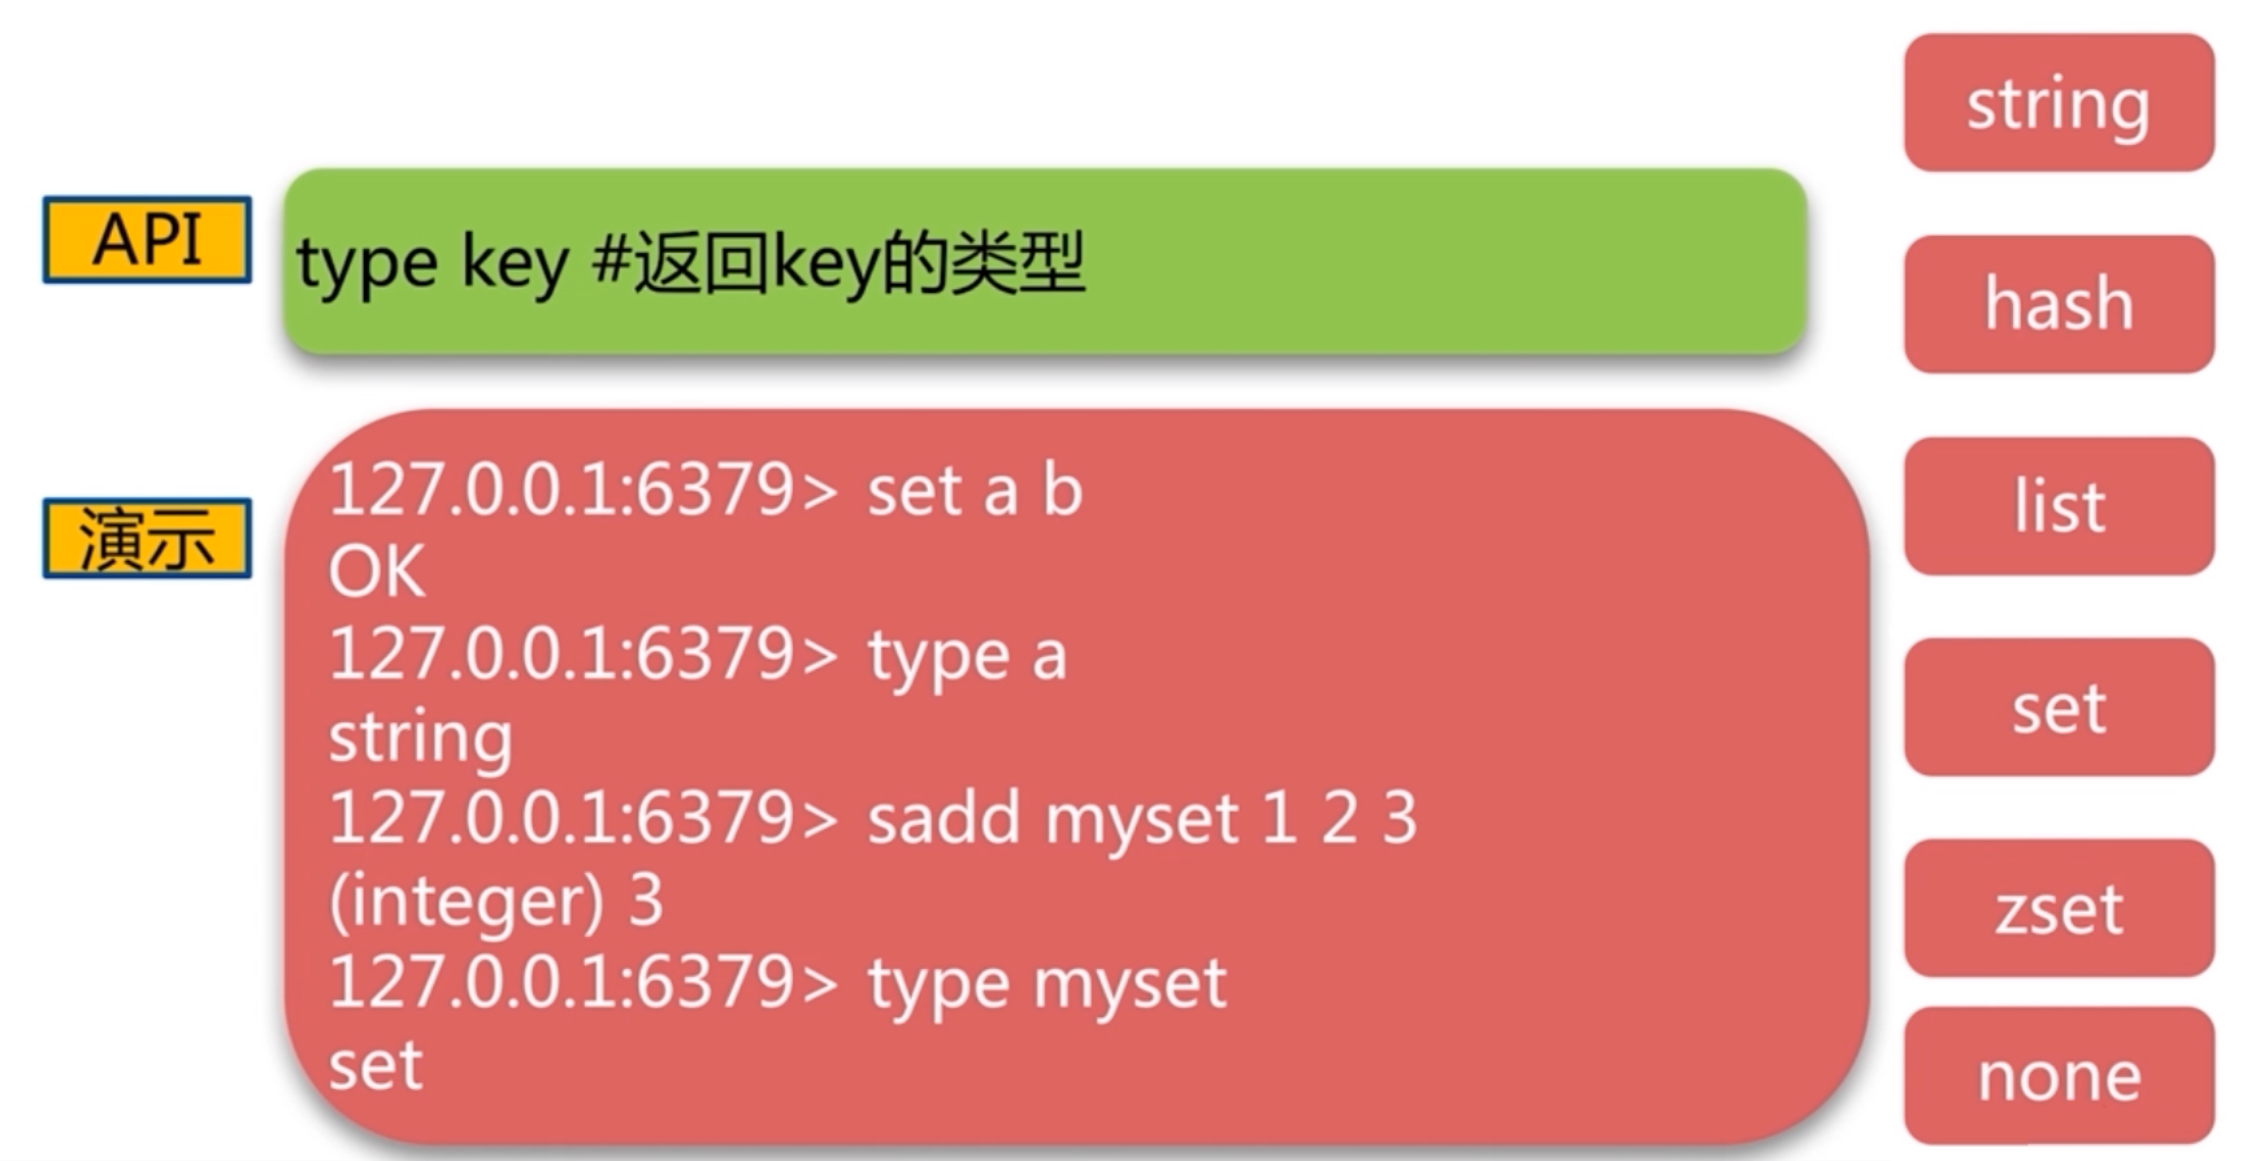 API
type key #返回key的类型
演示
127.0.0.1:6379> set a b
OK
127.0.0.1:6379> type a
string
127.0.0.1:6379> sadd myset 1 2 3
(integer) 3
127.0.0.1:6379> type myset
set
string
hash
list
set
zset
none